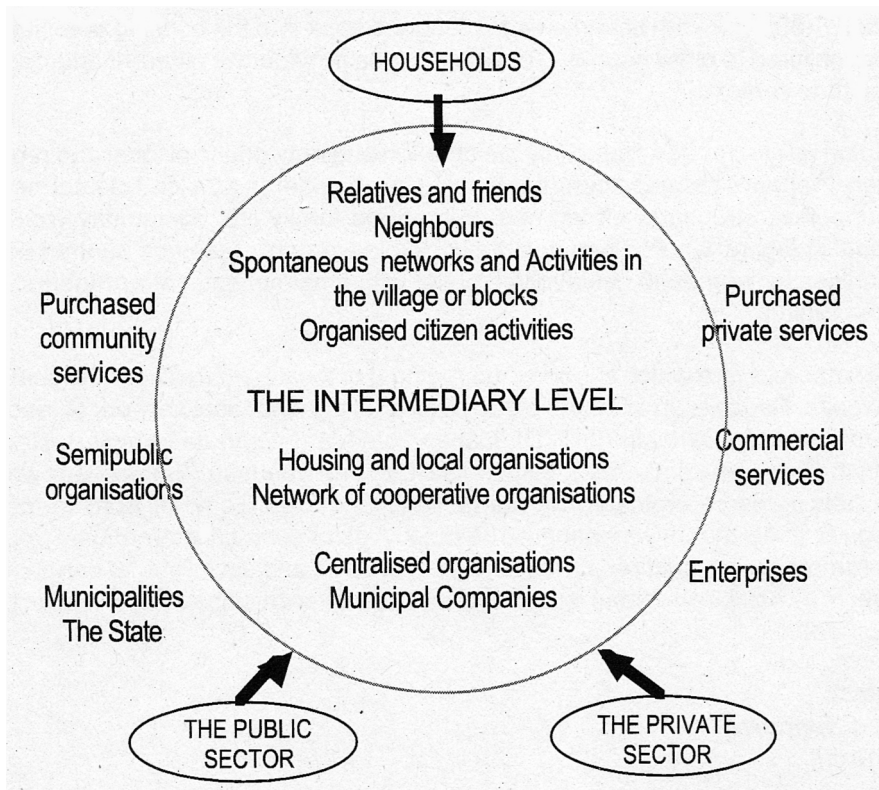 HOUSEHOLDS
Relatives and friends
Neighbours
Spontaneous networks and Activities in
the village or blocks
Organised citizen activities
Purchased
community
services
Purchased
private services
THE INTERMEDIARY LEVEL
Semipublic
organisations
Housing and local organisations
Network of cooperative organisations
Commercial
services
Centralised organisations
Municipal Companies
Enterprises
Municipalities
The State
THE PUBLIC
SECTOR
THE PRIVATE
SECTOR